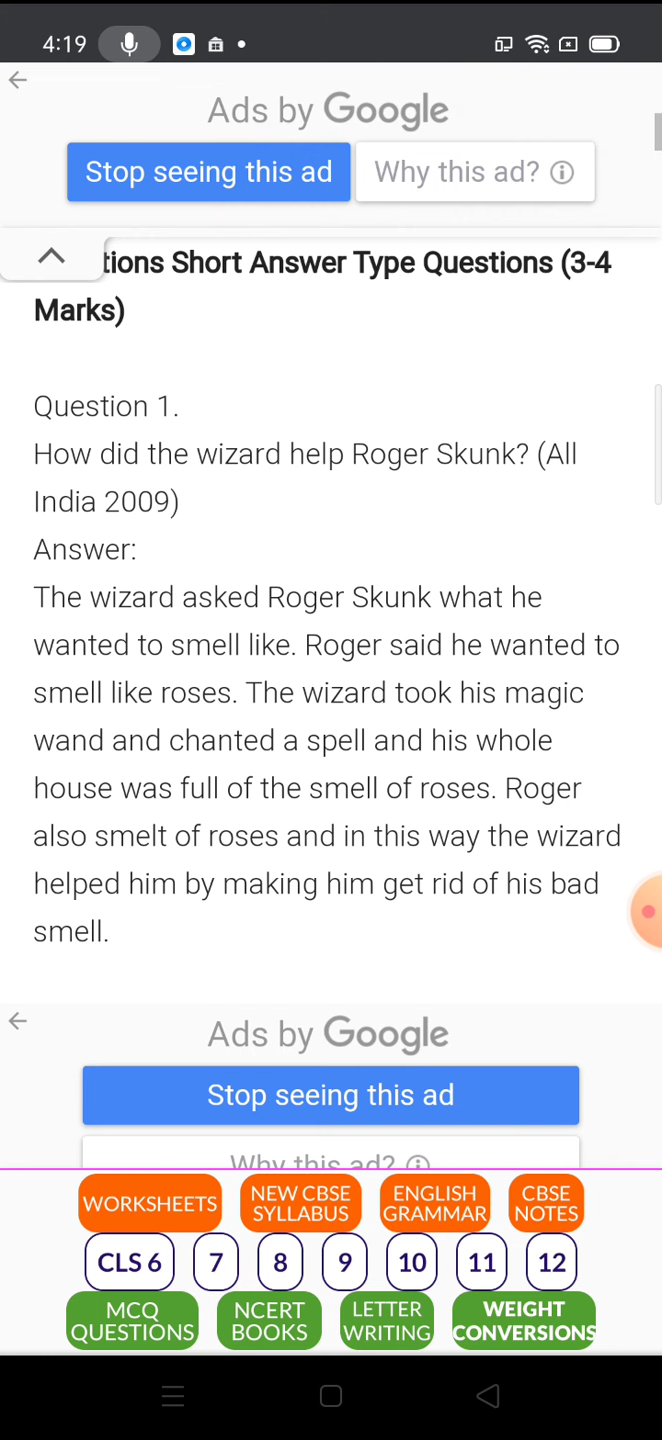 4:19
Ads by Google
Stop seeing this ad
Why this ad?
tions Short Answer Type Questions (3-4
Marks)
Question 1.
How did the wizard help Roger Skunk? (All
India 2009)
Answer:
The wizard asked Roger Skunk what he
wanted to smell like. Roger said he wanted to
smell like roses. The wizard took his magic
wand and chanted a spell and his whole
house was full of the smell of roses. Roger
also smelt of roses and in this way the wizard
helped him by making him get rid of his bad
smell.
Ads by Google
Stop seeing this ad
Why this ad?
WORKSHEETS
NEW CBSE
SYLLABUS
ENGLISH
GRAMMAR
CBSE
NOTES
CLS 6
7
8
9
10
11
12
MCQ
QUESTIONS
NCERT
BOOKS
LETTER
WRITING
WEIGHT
CONVERSIONS